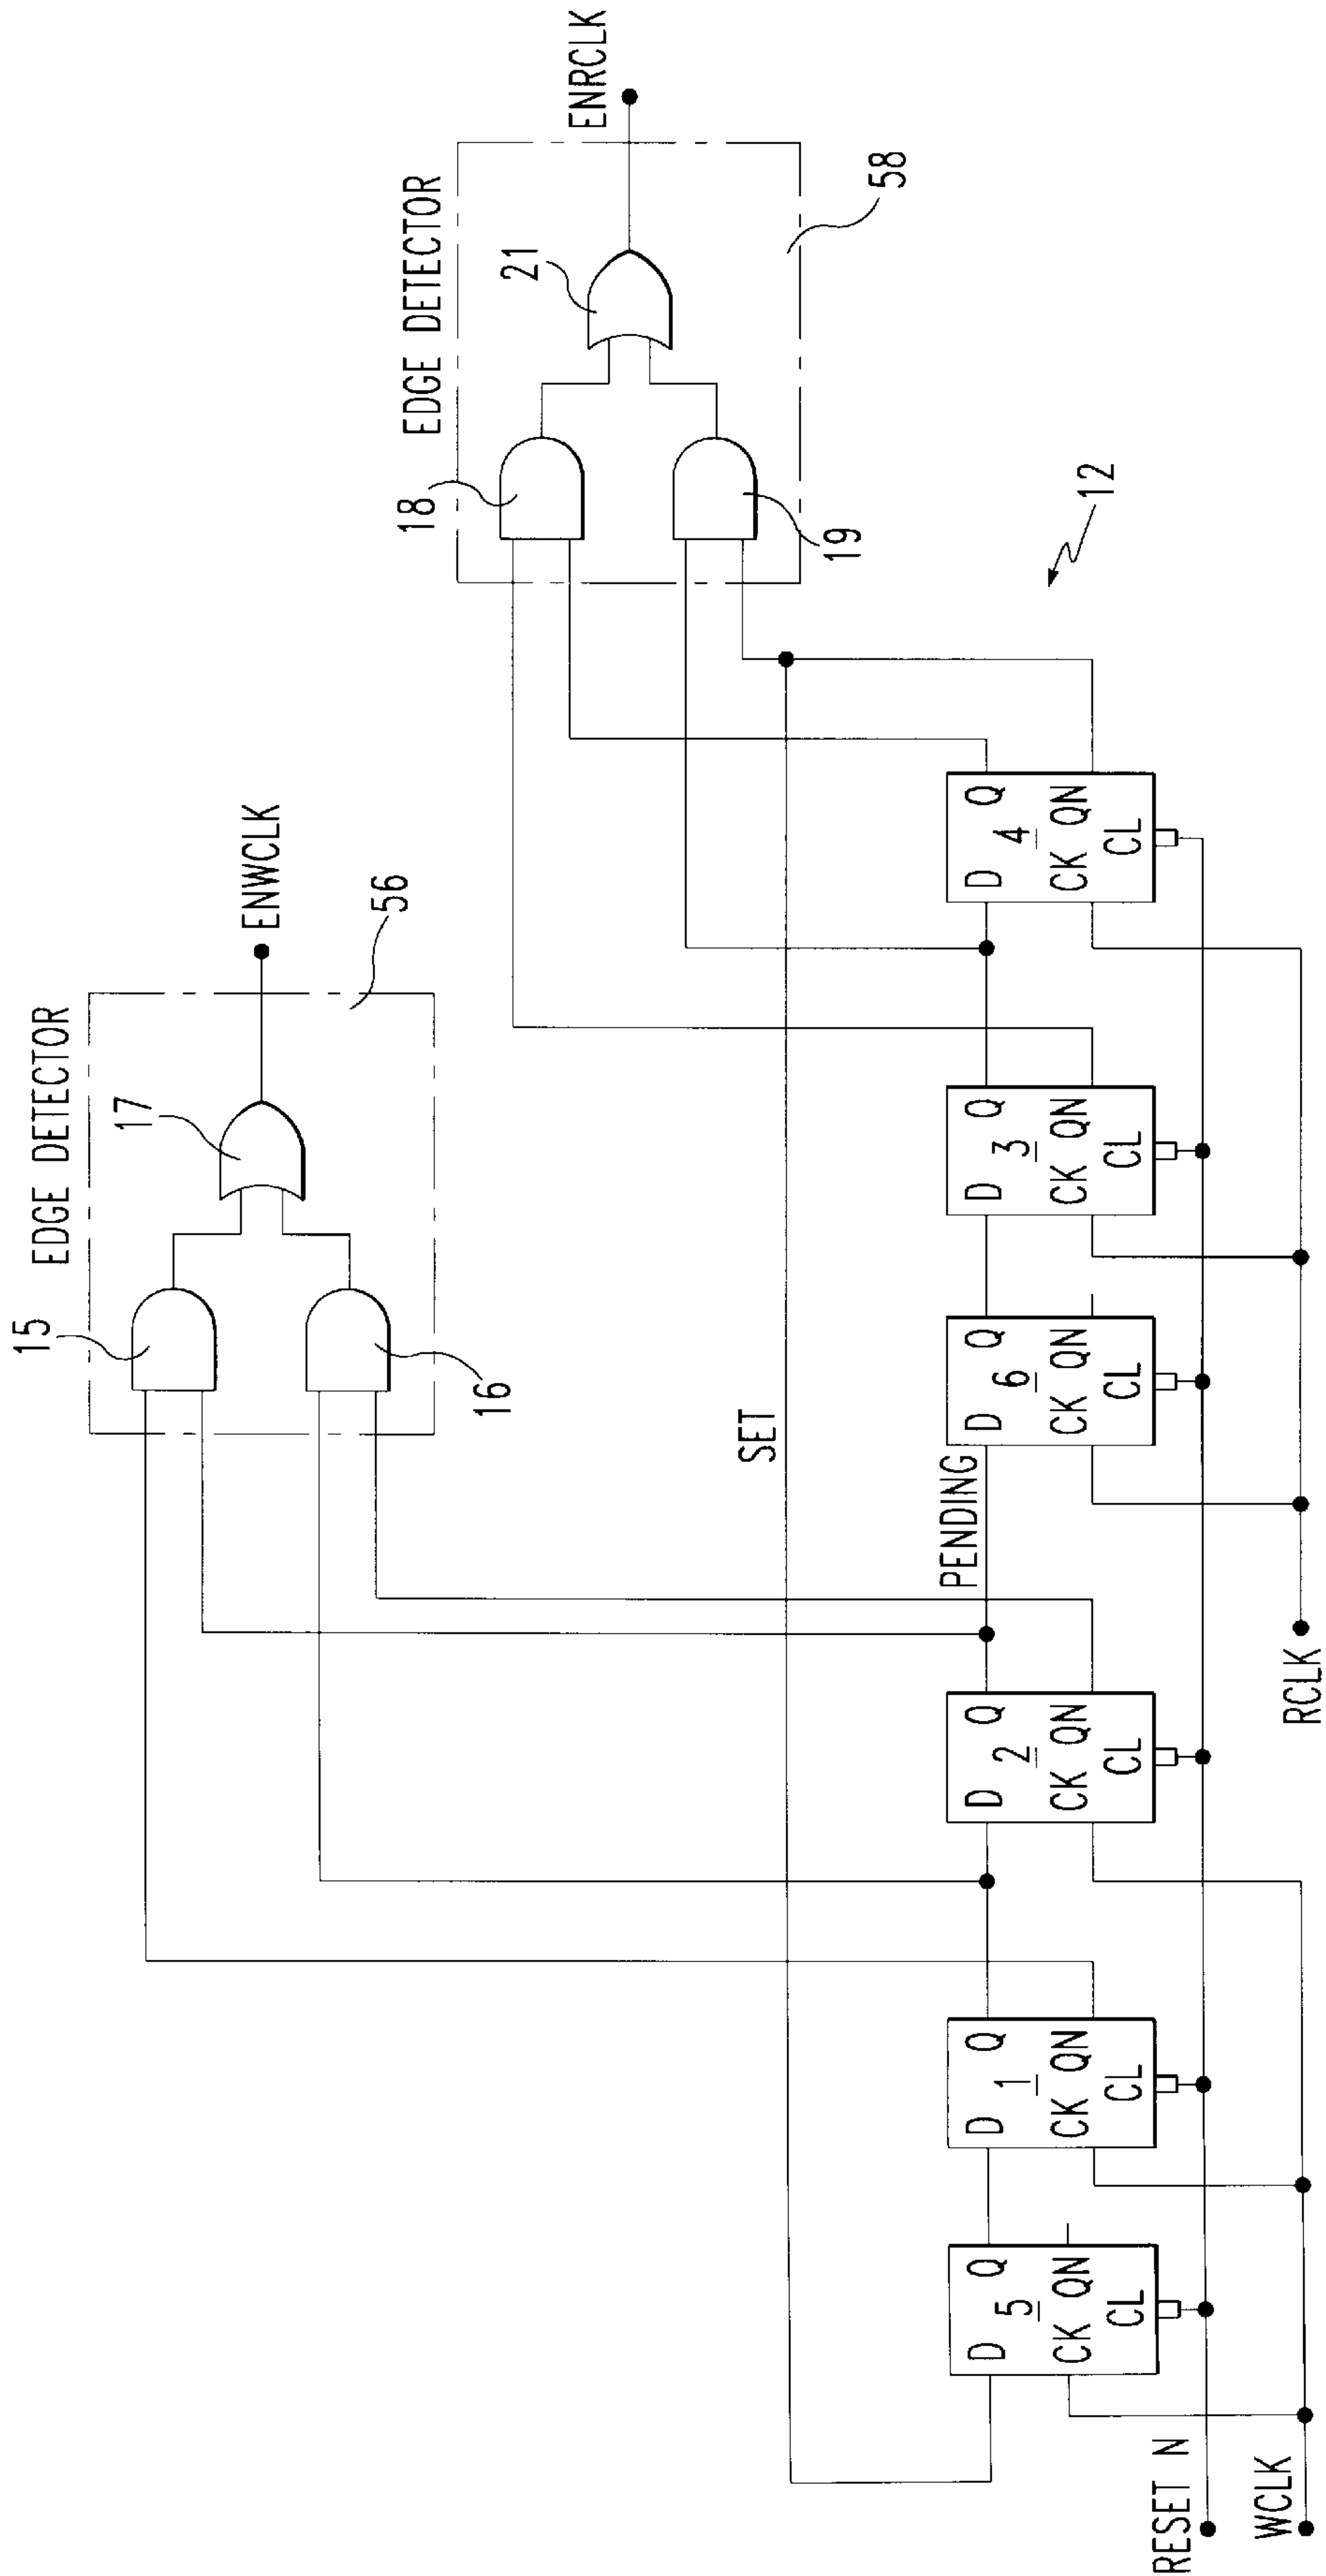 EDGE DETECTOR
15
17
16
ENWCLK
56
EDGE DETECTOR
18
21
19
ENRCLK
58
SET
PENDING
12
D Q
5
CK QN
CL
D Q
1
CK QN
CL
D Q
2
CK QN
CL
D Q
6
CK QN
CL
D Q
3
CK QN
CL
D Q
4
CK QN
CL
RESET N
WCLK
RCLK